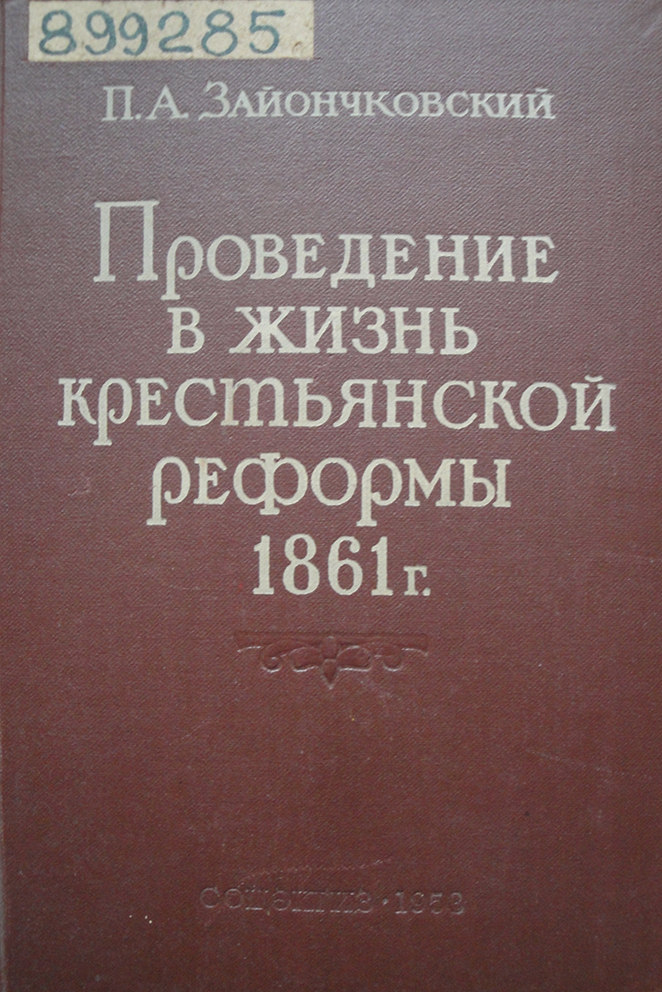 899285
П.А. Зайончковский
Проведение
в жизнь
крестьянской
реформы
1861 г.
СОЦЭКГИЗ · 1958